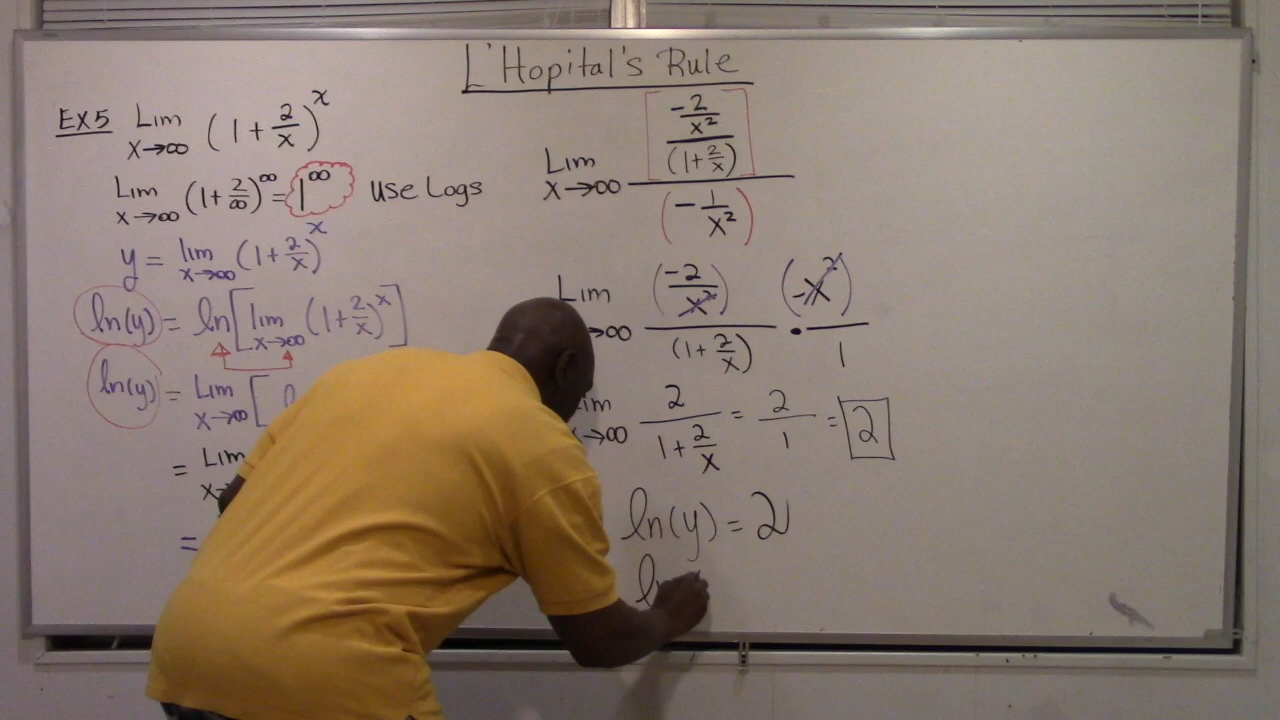 L'Hopital's Rule
EX5 Lim x→∞ (1 + 2/x)^x
Lim x→∞ (1 + 2/∞)^∞ = 1^∞ use Logs
y = lim x→∞ (1 + 2/x)^x
ln(y) = ln[lim x→∞ (1 + 2/x)^x]
ln(y) = Lim x→∞ [
= Lim
=
Lim x→∞ [(-2/x²)/(1 + 2/x)] / (-1/x²)
Lim x→∞ (-2/x²)/(1 + 2/x) · (-x²)/1
Lim x→∞ 2/(1 + 2/x) = 2/1 = 2
ln(y) = 2